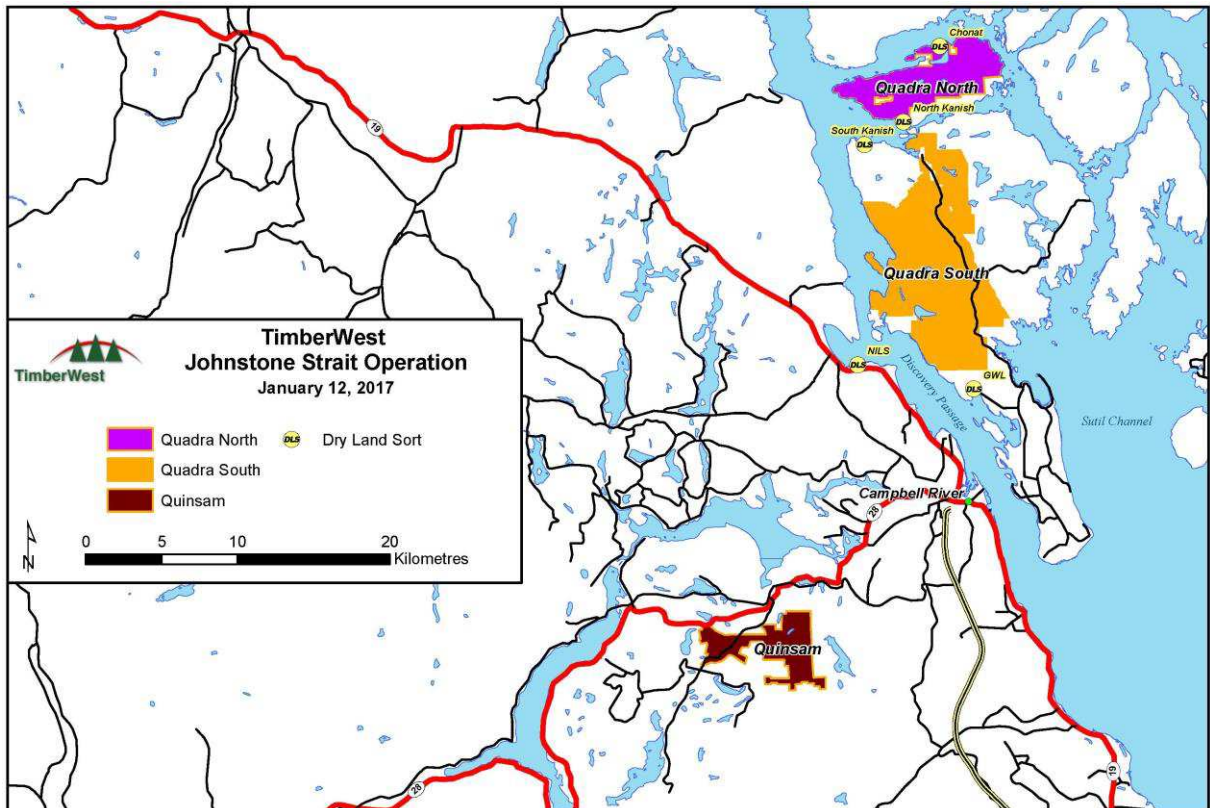 Chonat
DLS
Quadra North
North Kanish
DLS
South Kanish
DLS
19
Quadra South
TimberWest
TimberWest
Johnstone Strait Operation
January 12, 2017
NILS
DLS
GWL
DLS
Discovery Passage
Sutil Channel
Quadra North
DLS
Dry Land Sort
Quadra South
Quinsam
Campbell River
28
N
0
5
10
20
Kilometres
Quinsam
28
19